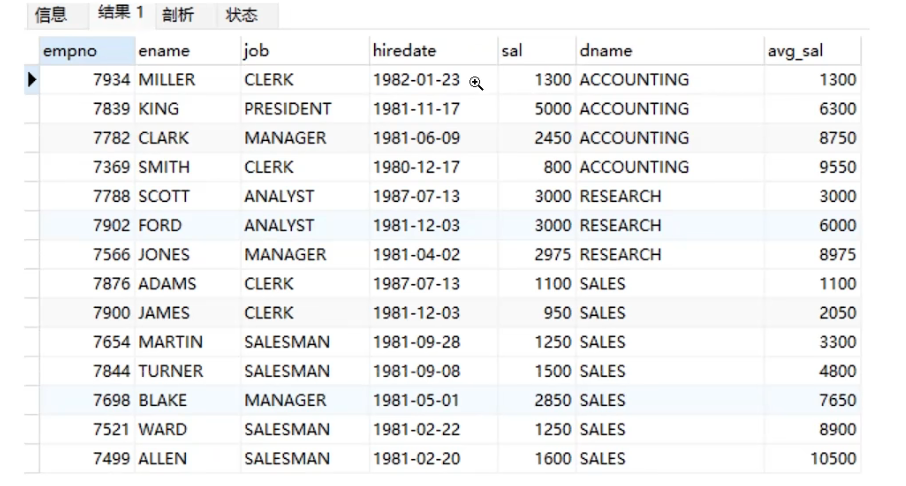 信息 结果 1 剖析 状态
empno ename job hiredate sal dname avg_sal
7934 MILLER CLERK 1982-01-23 1300 ACCOUNTING 1300
7839 KING PRESIDENT 1981-11-17 5000 ACCOUNTING 6300
7782 CLARK MANAGER 1981-06-09 2450 ACCOUNTING 8750
7369 SMITH CLERK 1980-12-17 800 ACCOUNTING 9550
7788 SCOTT ANALYST 1987-07-13 3000 RESEARCH 3000
7902 FORD ANALYST 1981-12-03 3000 RESEARCH 6000
7566 JONES MANAGER 1981-04-02 2975 RESEARCH 8975
7876 ADAMS CLERK 1987-07-13 1100 SALES 1100
7900 JAMES CLERK 1981-12-03 950 SALES 2050
7654 MARTIN SALESMAN 1981-09-28 1250 SALES 3300
7844 TURNER SALESMAN 1981-09-08 1500 SALES 4800
7698 BLAKE MANAGER 1981-05-01 2850 SALES 7650
7521 WARD SALESMAN 1981-02-22 1250 SALES 8900
7499 ALLEN SALESMAN 1981-02-20 1600 SALES 10500